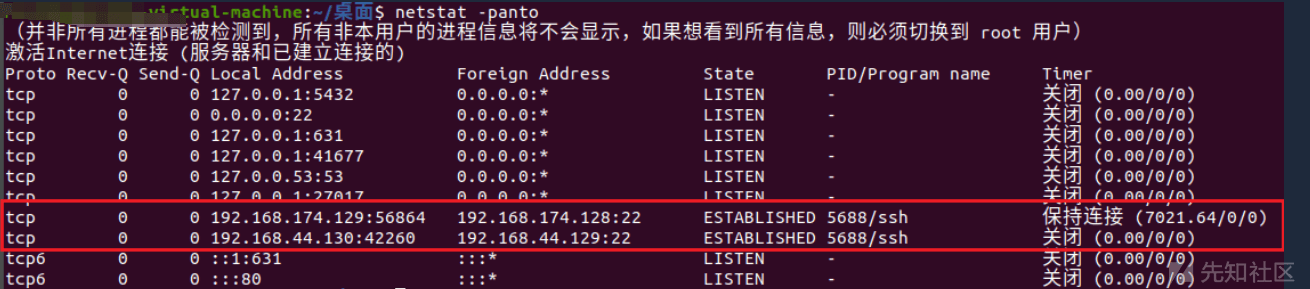 virtual-machine:~/桌面$ netstat -panto
（并非所有进程都能被检测到，所有非本用户的进程信息将不会显示，如果想看到所有信息，则必须切换到 root 用户）
激活Internet连接 (服务器和已建立连接的)
Proto Recv-Q Send-Q Local Address Foreign Address State PID/Program name Timer
tcp 0 0 127.0.0.1:5432 0.0.0.0:* LISTEN - 关闭 (0.00/0/0)
tcp 0 0 0.0.0.0:22 0.0.0.0:* LISTEN - 关闭 (0.00/0/0)
tcp 0 0 127.0.0.1:631 0.0.0.0:* LISTEN - 关闭 (0.00/0/0)
tcp 0 0 127.0.0.1:41677 0.0.0.0:* LISTEN - 关闭 (0.00/0/0)
tcp 0 0 127.0.0.53:53 0.0.0.0:* LISTEN - 关闭 (0.00/0/0)
tcp 0 0 127.0.0.1:27017 0.0.0.0:* LISTEN - 关闭 (0.00/0/0)
tcp 0 0 192.168.174.129:56864 192.168.174.128:22 ESTABLISHED 5688/ssh 保持连接 (7021.64/0/0)
tcp 0 0 192.168.44.130:42260 192.168.44.129:22 ESTABLISHED 5688/ssh 关闭 (0.00/0/0)
tcp6 0 0 ::1:631 :::* LISTEN - 关闭 (0.00/0/0)
tcp6 0 0 :::80 :::* LISTEN - 关闭 (0.00/0/0)
先知社区